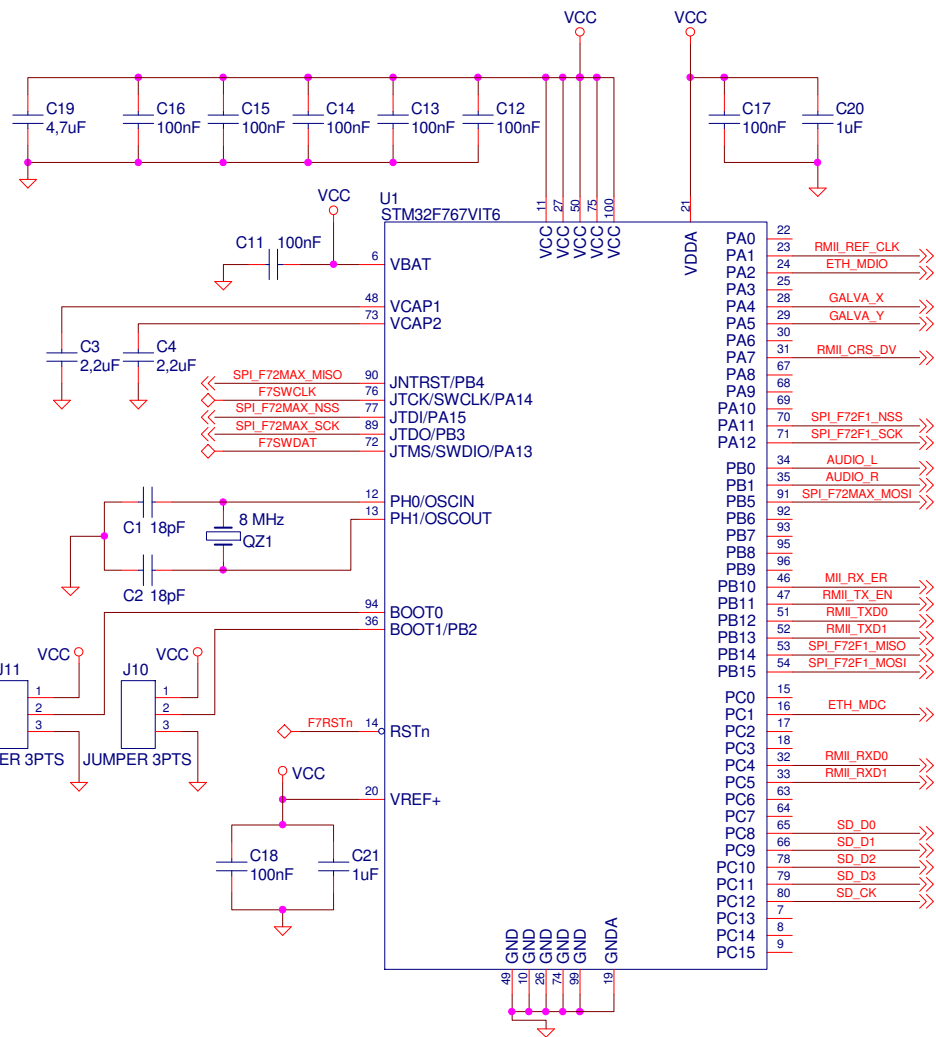 VCC VCC
C19 C16 C15 C14 C13 C12 C17 C20
4,7uF 100nF 100nF 100nF 100nF 100nF 100nF 1uF
VCC
U1
STM32F767VIT6
11 27 50 75 100 21
VCC VCC VCC VCC VCC VDDA
C11 100nF
6 VBAT
48 VCAP1
73 VCAP2
C3 C4
2,2uF 2,2uF
SPI_F72MAX_MISO 90 JNTRST/PB4
F7SWCLK 76 JTCK/SWCLK/PA14
SPI_F72MAX_NSS 77 JTDI/PA15
SPI_F72MAX_SCK 89 JTDO/PB3
F7SWDAT 72 JTMS/SWDIO/PA13
12 PH0/OSCIN
13 PH1/OSCOUT
C1 18pF
8 MHz
QZ1
C2 18pF
94 BOOT0
36 BOOT1/PB2
VCC VCC
J11 J10
1 1
2 2
3 3
ER 3PTS JUMPER 3PTS
F7RSTn 14 RSTn
VCC
20 VREF+
C18 C21
100nF 1uF
PA0 22
PA1 23 RMII_REF_CLK
PA2 24 ETH_MDIO
PA3 25
PA4 28 GALVA_X
PA5 29 GALVA_Y
PA6 30
PA7 31 RMII_CRS_DV
PA8 67
PA9 68
PA10 69
PA11 70 SPI_F72F1_NSS
PA12 71 SPI_F72F1_SCK
PB0 34 AUDIO_L
PB1 35 AUDIO_R
PB5 91 SPI_F72MAX_MOSI
PB6 92
PB7 93
PB8 95
PB9 96
PB10 46 MII_RX_ER
PB11 47 RMII_TX_EN
PB12 51 RMII_TXD0
PB13 52 RMII_TXD1
PB14 53 SPI_F72F1_MISO
PB15 54 SPI_F72F1_MOSI
PC0 15
PC1 16 ETH_MDC
PC2 17
PC3 18
PC4 32 RMII_RXD0
PC5 33 RMII_RXD1
PC6 63
PC7 64
PC8 65 SD_D0
PC9 66 SD_D1
PC10 78 SD_D2
PC11 79 SD_D3
PC12 80 SD_CK
PC13 7
PC14 8
PC15 9
GND GND GND GND GND GNDA
49 10 26 74 99 19